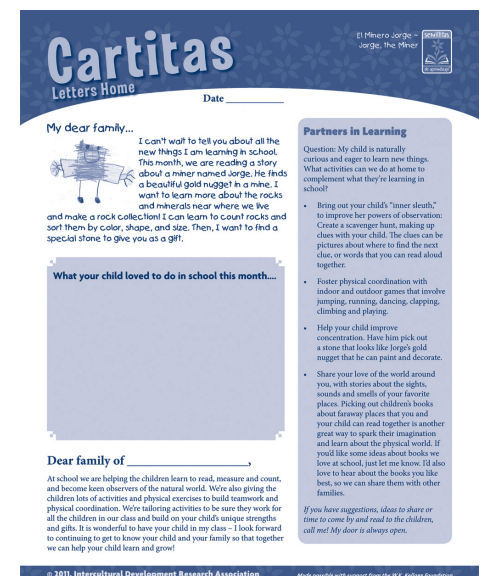 Cartitas
Letters Home
El Minero Jorge –
Jorge, the Miner
semillitas
de aprendizaje
Date ____________
My dear family...
I can't wait to tell you about all the
new things I am learning in school.
This month, we are reading a story
about a miner named Jorge. He finds
a beautiful gold nugget in a mine. I
want to learn more about the rocks
and minerals near where we live
and make a rock collection! I can learn to count rocks and
sort them by color, shape, and size. Then, I want to find a
special stone to give you as a gift.
What your child loved to do in school this month....
Dear family of ____________________,
At school we are helping the children learn to read, measure and count,
and become keen observers of the natural world. We're also giving the
children lots of activities and physical exercises to build teamwork and
physical coordination. We're tailoring activities to be sure they work for
all the children in our class and build on your child's unique strengths
and gifts. It is wonderful to have your child in my class – I look forward
to continuing to get to know your child and your family so that together
we can help your child learn and grow!
Partners in Learning
Question: My child is naturally
curious and eager to learn new things.
What activities can we do at home to
complement what they're learning in
school?
• Bring out your child's "inner sleuth,"
to improve her powers of observation:
Create a scavenger hunt, making up
clues with your child. The clues can be
pictures about where to find the next
clue, or words that you can read aloud
together.
• Foster physical coordination with
indoor and outdoor games that involve
jumping, running, dancing, clapping,
climbing and playing.
• Help your child improve
concentration. Have him pick out
a stone that looks like Jorge's gold
nugget that he can paint and decorate.
• Share your love of the world around
you, with stories about the sights,
sounds and smells of your favorite
places. Picking out children's books
about faraway places that you and
your child can read together is another
great way to spark their imagination
and learn about the physical world. If
you'd like some ideas about books we
love at school, just let me know. I'd also
love to hear about the books you like
best, so we can share them with other
families.
If you have suggestions, ideas to share or
time to come by and read to the children,
call me! My door is always open.
© 2011, Intercultural Development Research Association
Made possible with support from the W.K. Kellogg Foundation